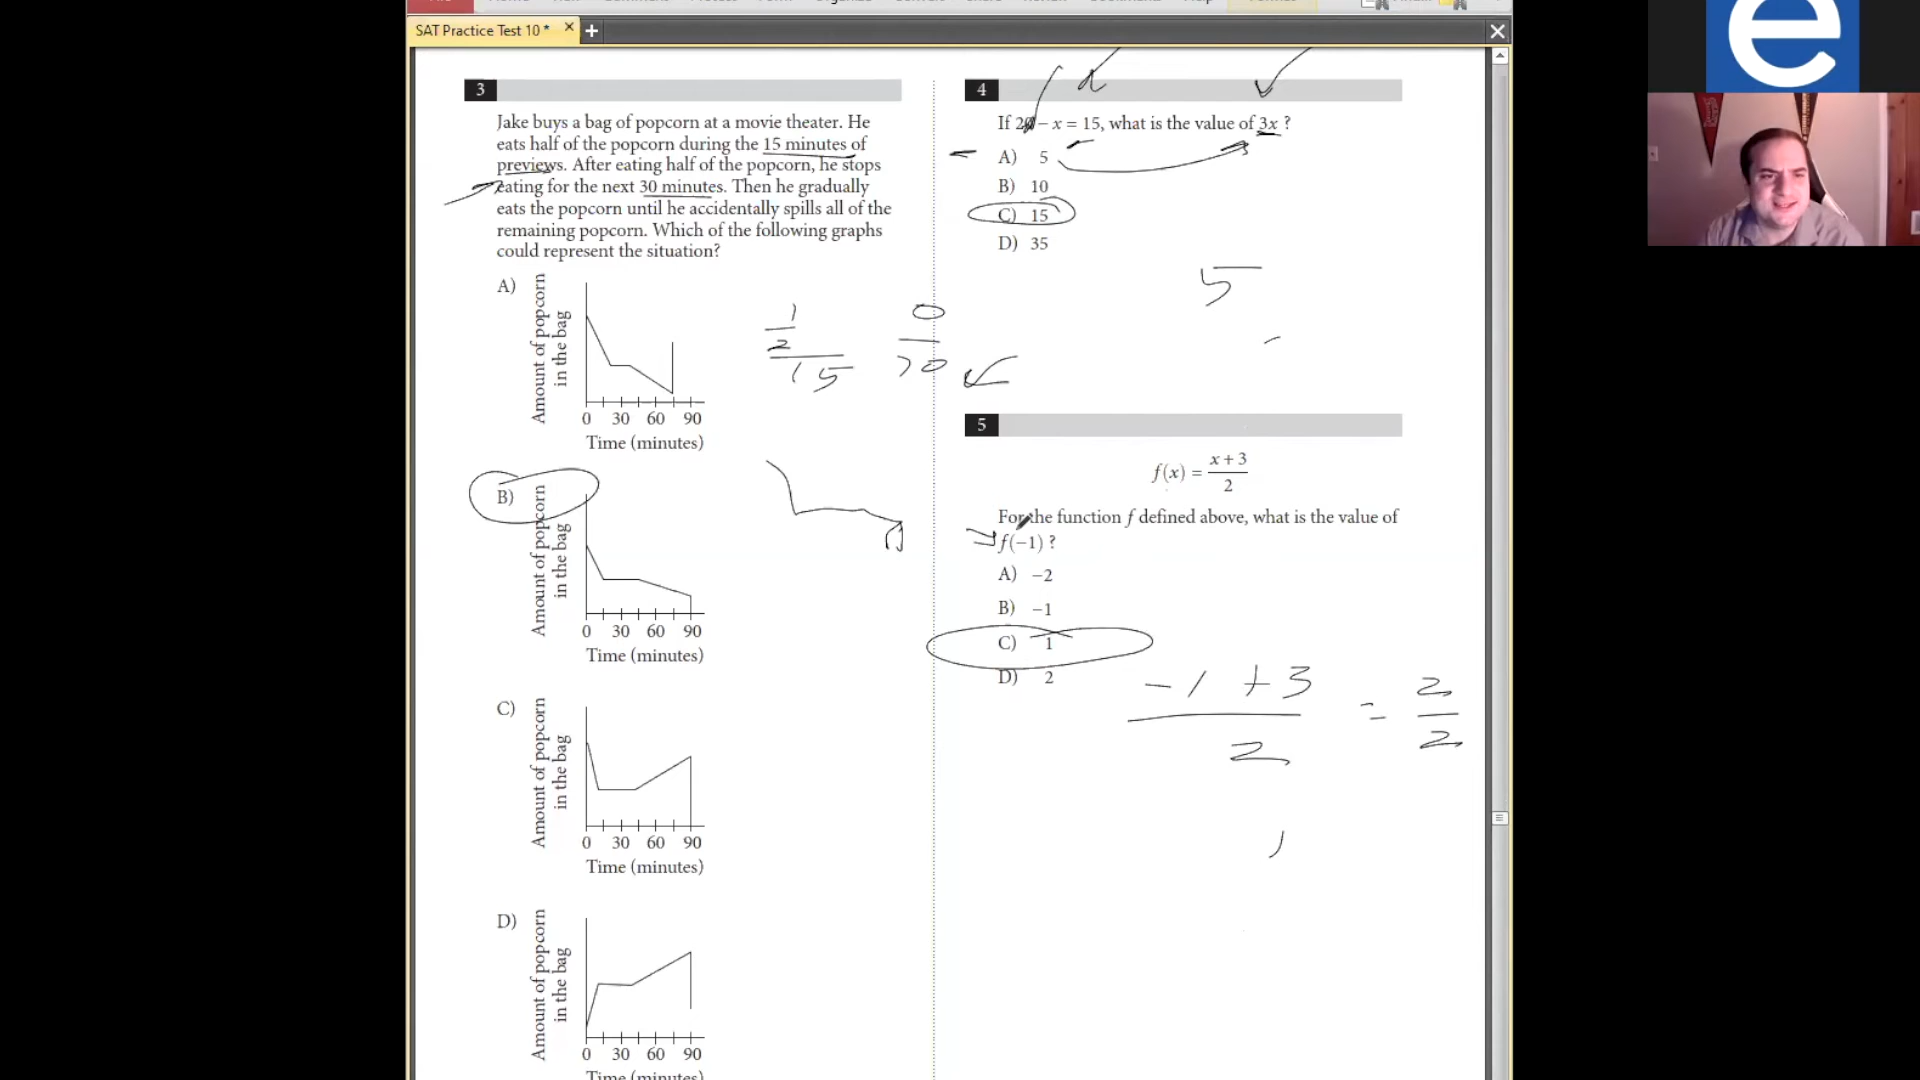 SAT Practice Test 10 *
3
Jake buys a bag of popcorn at a movie theater. He
eats half of the popcorn during the 15 minutes of
previews. After eating half of the popcorn, he stops
eating for the next 30 minutes. Then he gradually
eats the popcorn until he accidentally spills all of the
remaining popcorn. Which of the following graphs
could represent the situation?
A)
Amount of popcorn
in the bag
0 30 60 90
Time (minutes)
1
2
15
0
30
B)
Amount of popcorn
in the bag
0 30 60 90
Time (minutes)
C)
Amount of popcorn
in the bag
0 30 60 90
Time (minutes)
D)
Amount of popcorn
in the bag
0 30 60 90
Time (minutes)
4
If 20 – x = 15, what is the value of 3x ?
A) 5
B) 10
C) 15
D) 35
5
5
f(x) = x + 3
2
For the function f defined above, what is the value of
f(−1) ?
A) −2
B) −1
C) 1
D) 2
-1 + 3 = 2
2 2
e